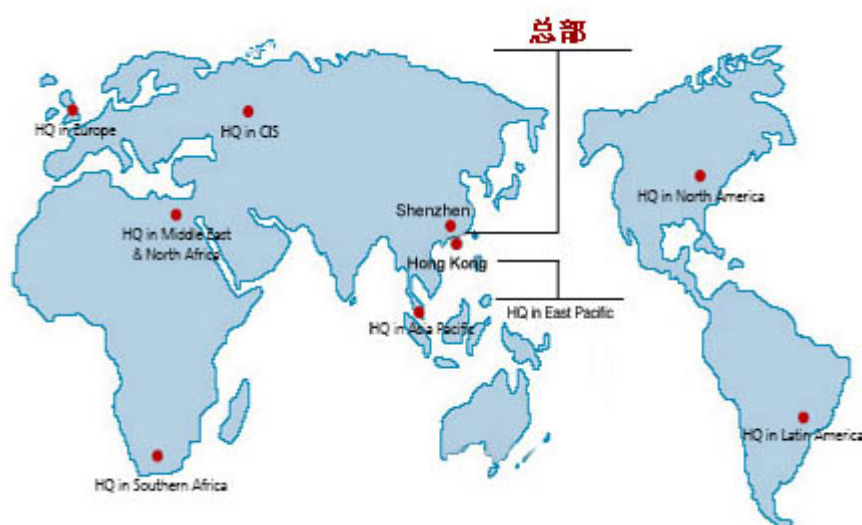 总部
HQ in Europe
HQ in CIS
HQ in North America
Shenzhen
HQ in Middle East
& North Africa
Hong Kong
HQ in East Pacific
HQ in Asia Pacific
HQ in Latin America
HQ in Southern Africa